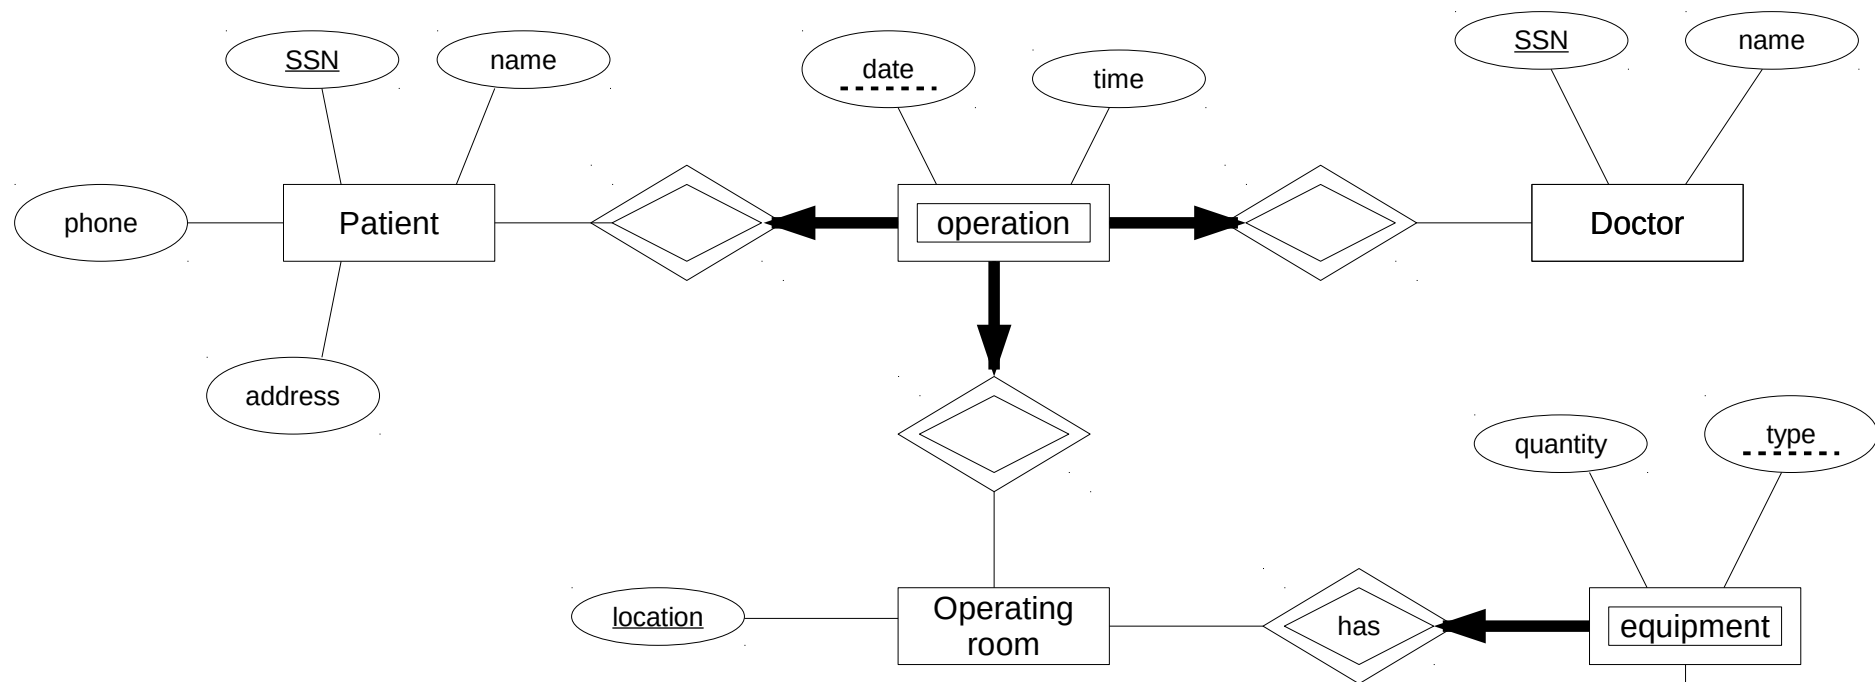 SSN
name
date
time
SSN
name
phone
Patient
operation
Doctor
address
quantity
type
location
Operating
room
has
equipment